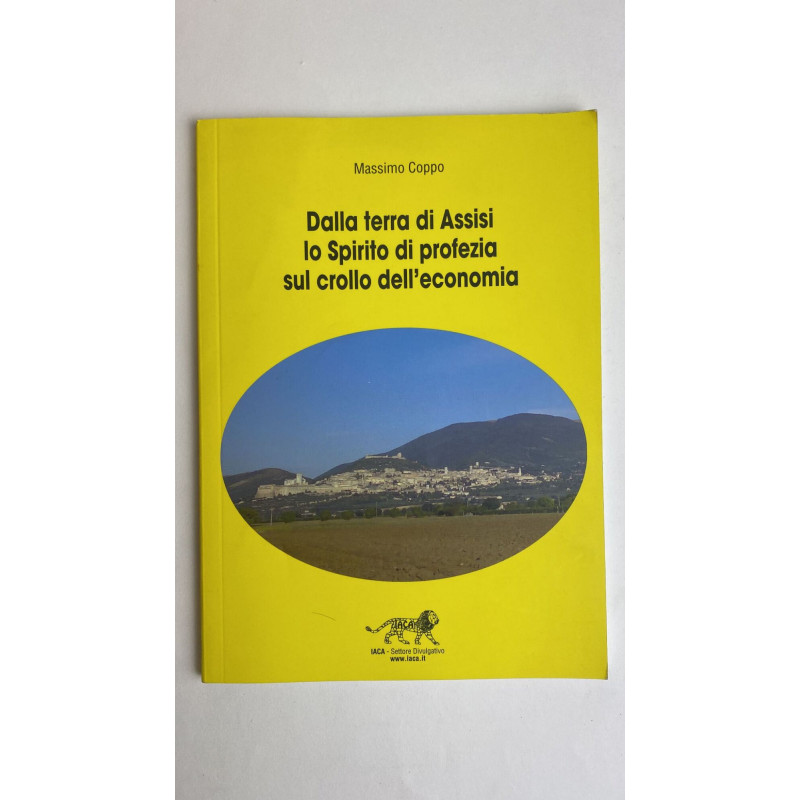 Massimo Coppo
Dalla terra di Assisi
lo Spirito di profezia
sul crollo dell'economia
IACA
IACA - Settore Divulgativo
www.iaca.it